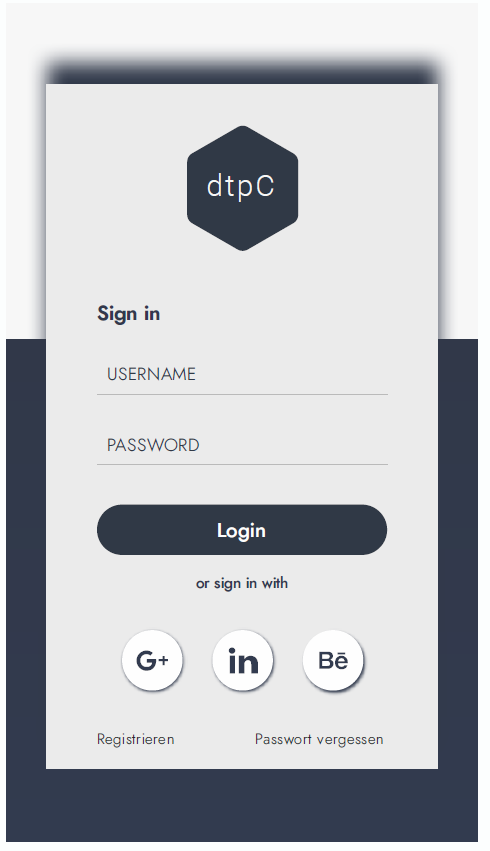 dtpC
Sign in
USERNAME
PASSWORD
Login
or sign in with
G+ in Bē
Registrieren Passwort vergessen